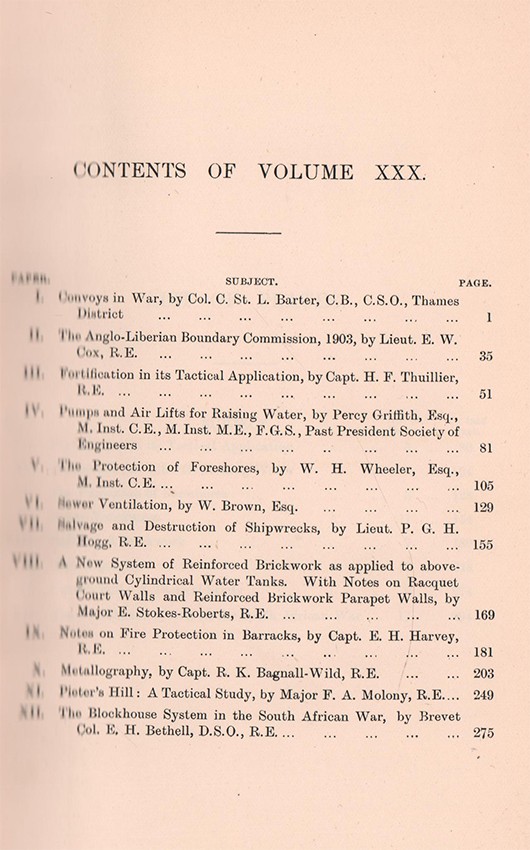 CONTENTS OF VOLUME XXX.
PAPER. SUBJECT. PAGE.
I. Convoys in War, by Col. C. St. L. Barter, C.B., C.S.O., Thames
District ... ... ... ... ... ... ... ... 1
II. The Anglo-Liberian Boundary Commission, 1903, by Lieut. E. W.
Cox, R.E. ... ... ... ... ... ... ... ... 35
III. Fortification in its Tactical Application, by Capt. H. F. Thuillier,
R.E. ... ... ... ... ... ... ... ... ... 51
IV. Pumps and Air Lifts for Raising Water, by Percy Griffith, Esq.,
M. Inst. C.E., M. Inst. M.E., F.G.S., Past President Society of
Engineers ... ... ... ... ... .. ... ... 81
V. The Protection of Foreshores, by W. H. Wheeler, Esq.,
M. Inst. C.E. ... ... ... ... ... ... ... ... 105
VI. Sewer Ventilation, by W. Brown, Esq. ... ... ... ... 129
VII. Salvage and Destruction of Shipwrecks, by Lieut. P. G. H.
Hogg, R.E. ... ... ... ... ... ... ... ... 155
VIII. A New System of Reinforced Brickwork as applied to above-
ground Cylindrical Water Tanks. With Notes on Racquet
Court Walls and Reinforced Brickwork Parapet Walls, by
Major E. Stokes-Roberts, R.E. ... ... ... ... ... 169
IX. Notes on Fire Protection in Barracks, by Capt. E. H. Harvey,
R.E. ... ... ... ... ... ... ... ... ... 181
X. Metallography, by Capt. R. K. Bagnall-Wild, R.E. ... ... 203
XI. Pieter's Hill: A Tactical Study, by Major F. A. Molony, R.E.... 249
XII. The Blockhouse System in the South African War, by Brevet
Col. E. H. Bethell, D.S.O., R.E. ... ... ... ... ... 275